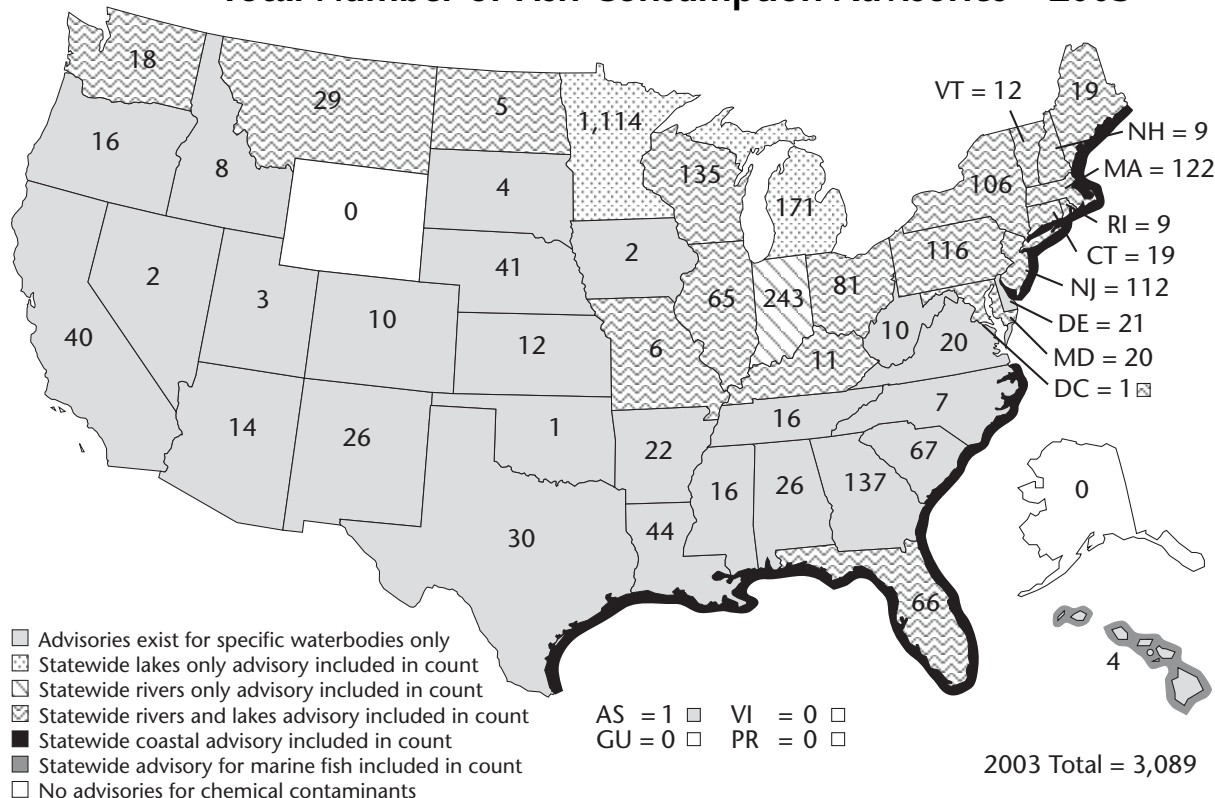 Total Number of Fish Consumption Advisories – 2003
18
29
5
1,114
19
VT = 12
NH = 9
16
8
4
135
171
106
MA = 122
0
RI = 9
2
41
2
116
CT = 19
3
65
243
81
NJ = 112
40
10
12
6
11
10
20
DE = 21
MD = 20
DC = 1
14
26
1
22
16
7
67
16
26
137
0
30
44
66
4
Advisories exist for specific waterbodies only
Statewide lakes only advisory included in count
Statewide rivers only advisory included in count
Statewide rivers and lakes advisory included in count
Statewide coastal advisory included in count
Statewide advisory for marine fish included in count
No advisories for chemical contaminants
AS = 1 VI = 0
GU = 0 PR = 0
2003 Total = 3,089